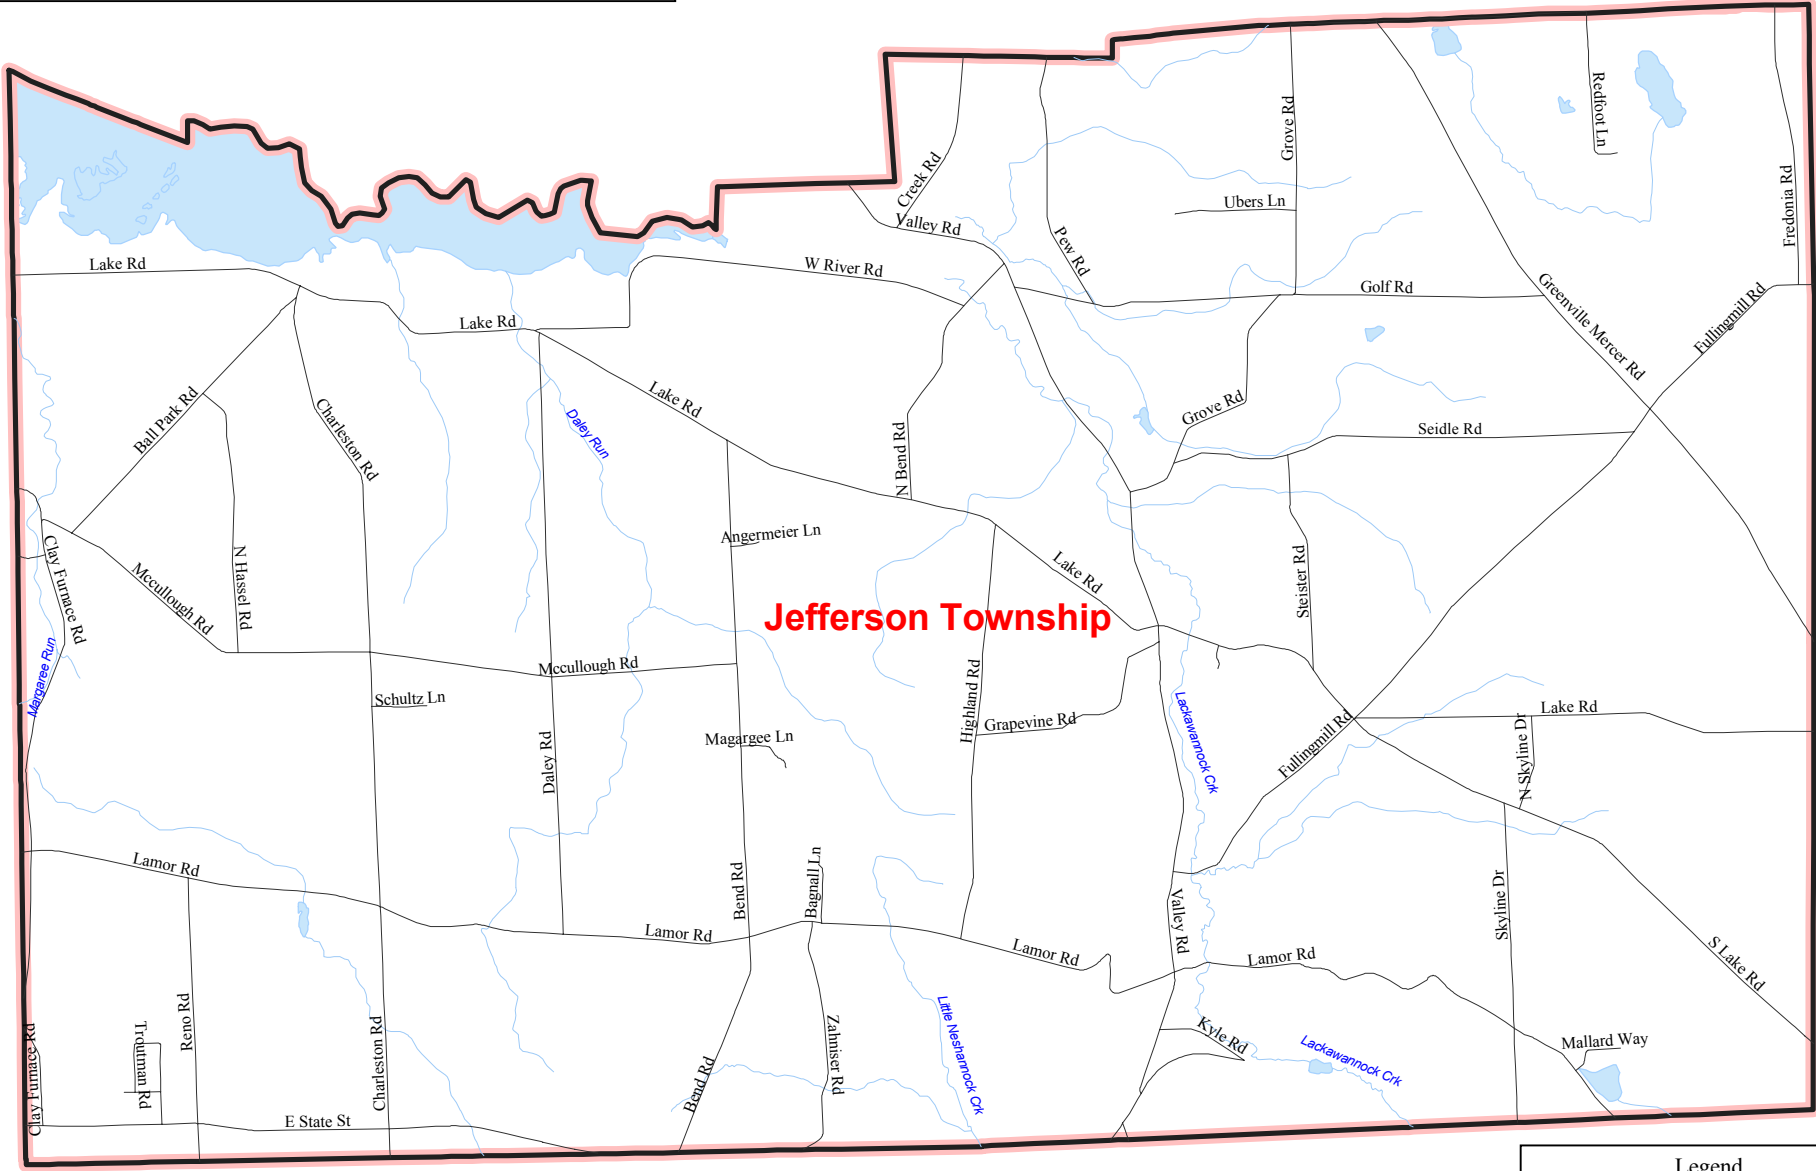 Redfoot Ln
Grove Rd
Creek Rd
Fredonia Rd
Ubers Ln
Valley Rd
Pew Rd
Lake Rd
W River Rd
Golf Rd
Greenville Mercer Rd
Fullingmill Rd
Lake Rd
Lake Rd
Ball Park Rd
Charleston Rd
Daley Run
Grove Rd
Seidle Rd
N Bend Rd
Angermeier Ln
Clay Furnace Rd
Mccullough Rd
N Hassel Rd
Lake Rd
Steister Rd
Jefferson Township
Margaree Run
Mccullough Rd
Schultz Ln
Highland Rd
Grapevine Rd
Lackawannock Crk
Lake Rd
Magargee Ln
Daley Rd
Fullingmill Rd
N Skyline Dr
Lamor Rd
Bend Rd
Bagnall Ln
Valley Rd
Skyline Dr
Lamor Rd
Lamor Rd
Lamor Rd
S Lake Rd
Reno Rd
Troutman Rd
Clay Furnace Rd
Charleston Rd
Bend Rd
Zahniser Rd
Little Neshannock Crk
Kyle Rd
Lackawannock Crk
Mallard Way
E State St
Legend